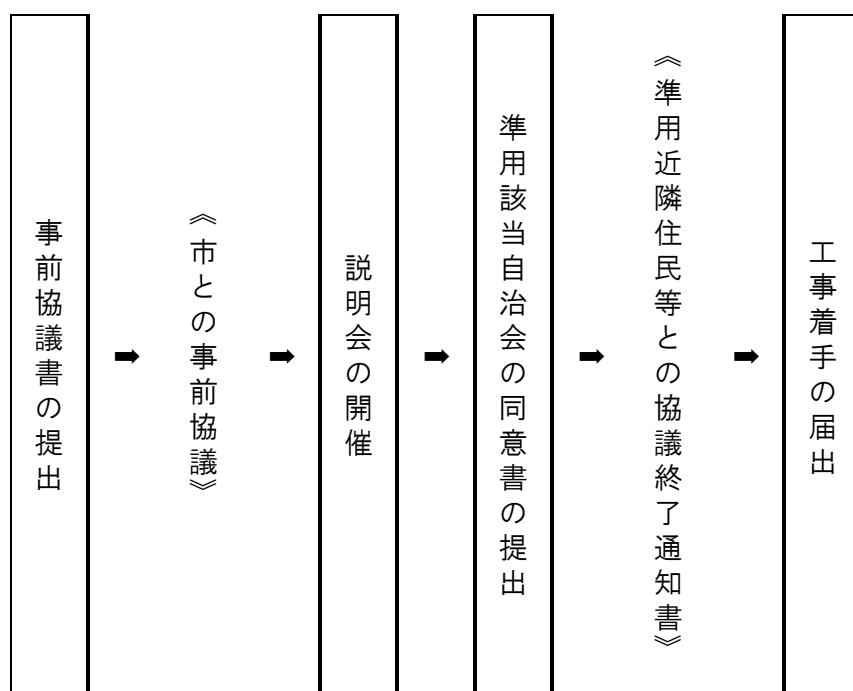 事前協議書の提出
➡
《市との事前協議》
➡
説明会の開催
➡
準用該当自治会の同意書の提出
➡
《準用近隣住民等との協議終了通知書》
➡
工事着手の届出